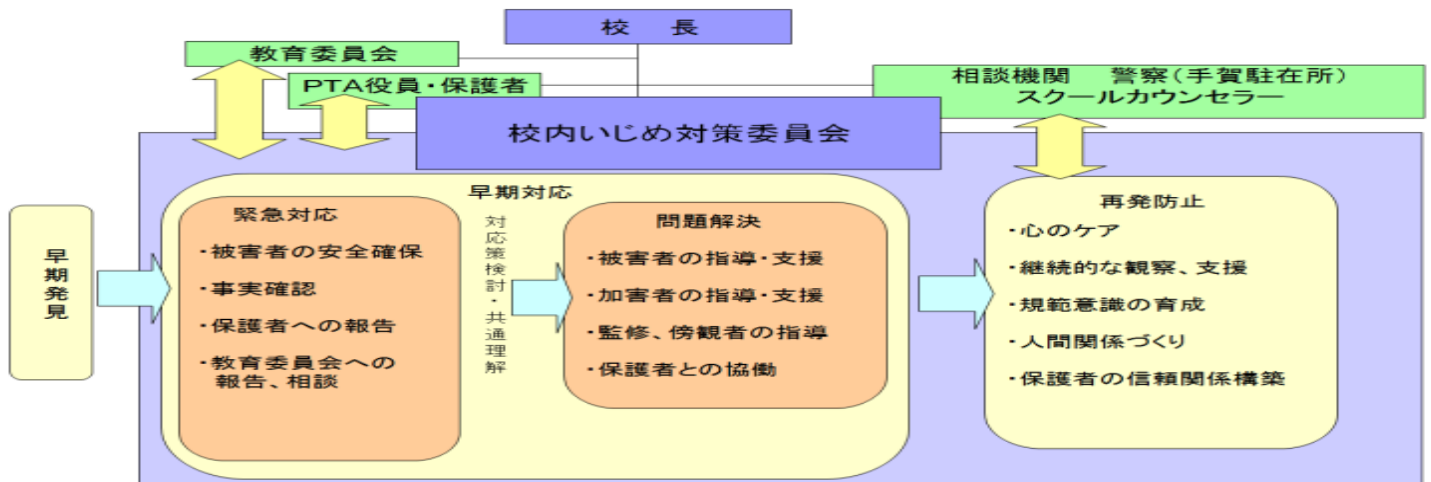 校　長
教育委員会
PTA役員・保護者
相談機関　警察(手賀駐在所)
スクールカウンセラー
校内いじめ対策委員会
早期発見
早期対応
緊急対応
・被害者の安全確保
・事実確認
・保護者への報告
・教育委員会への
報告、相談
対応策検討・共通理解
問題解決
・被害者の指導・支援
・加害者の指導・支援
・監修、傍観者の指導
・保護者との協働
再発防止
・心のケア
・継続的な観察、支援
・規範意識の育成
・人間関係づくり
・保護者の信頼関係構築